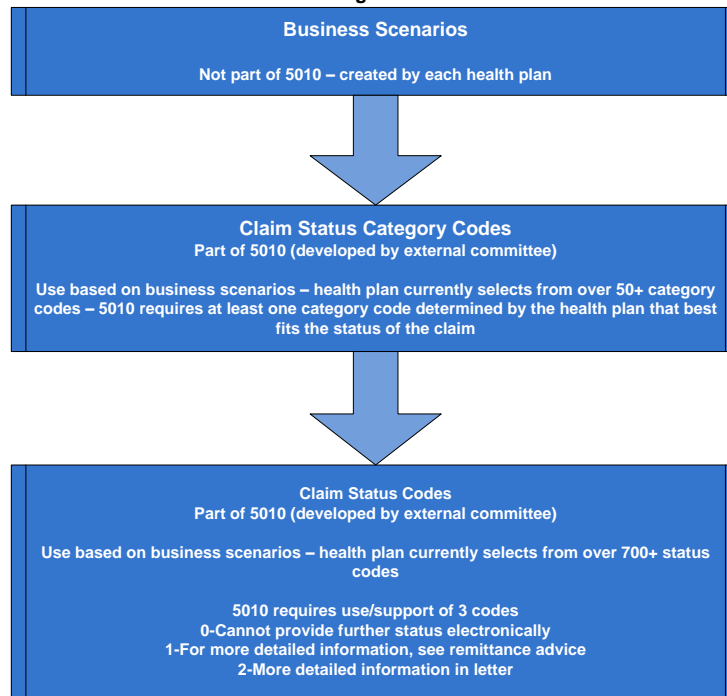 Business Scenarios
Not part of 5010 – created by each health plan
Claim Status Category Codes
Part of 5010 (developed by external committee)
Use based on business scenarios – health plan currently selects from over 50+ category
codes – 5010 requires at least one category code determined by the health plan that best
fits the status of the claim
Claim Status Codes
Part of 5010 (developed by external committee)
Use based on business scenarios – health plan currently selects from over 700+ status
codes
5010 requires use/support of 3 codes
0-Cannot provide further status electronically
1-For more detailed information, see remittance advice
2-More detailed information in letter